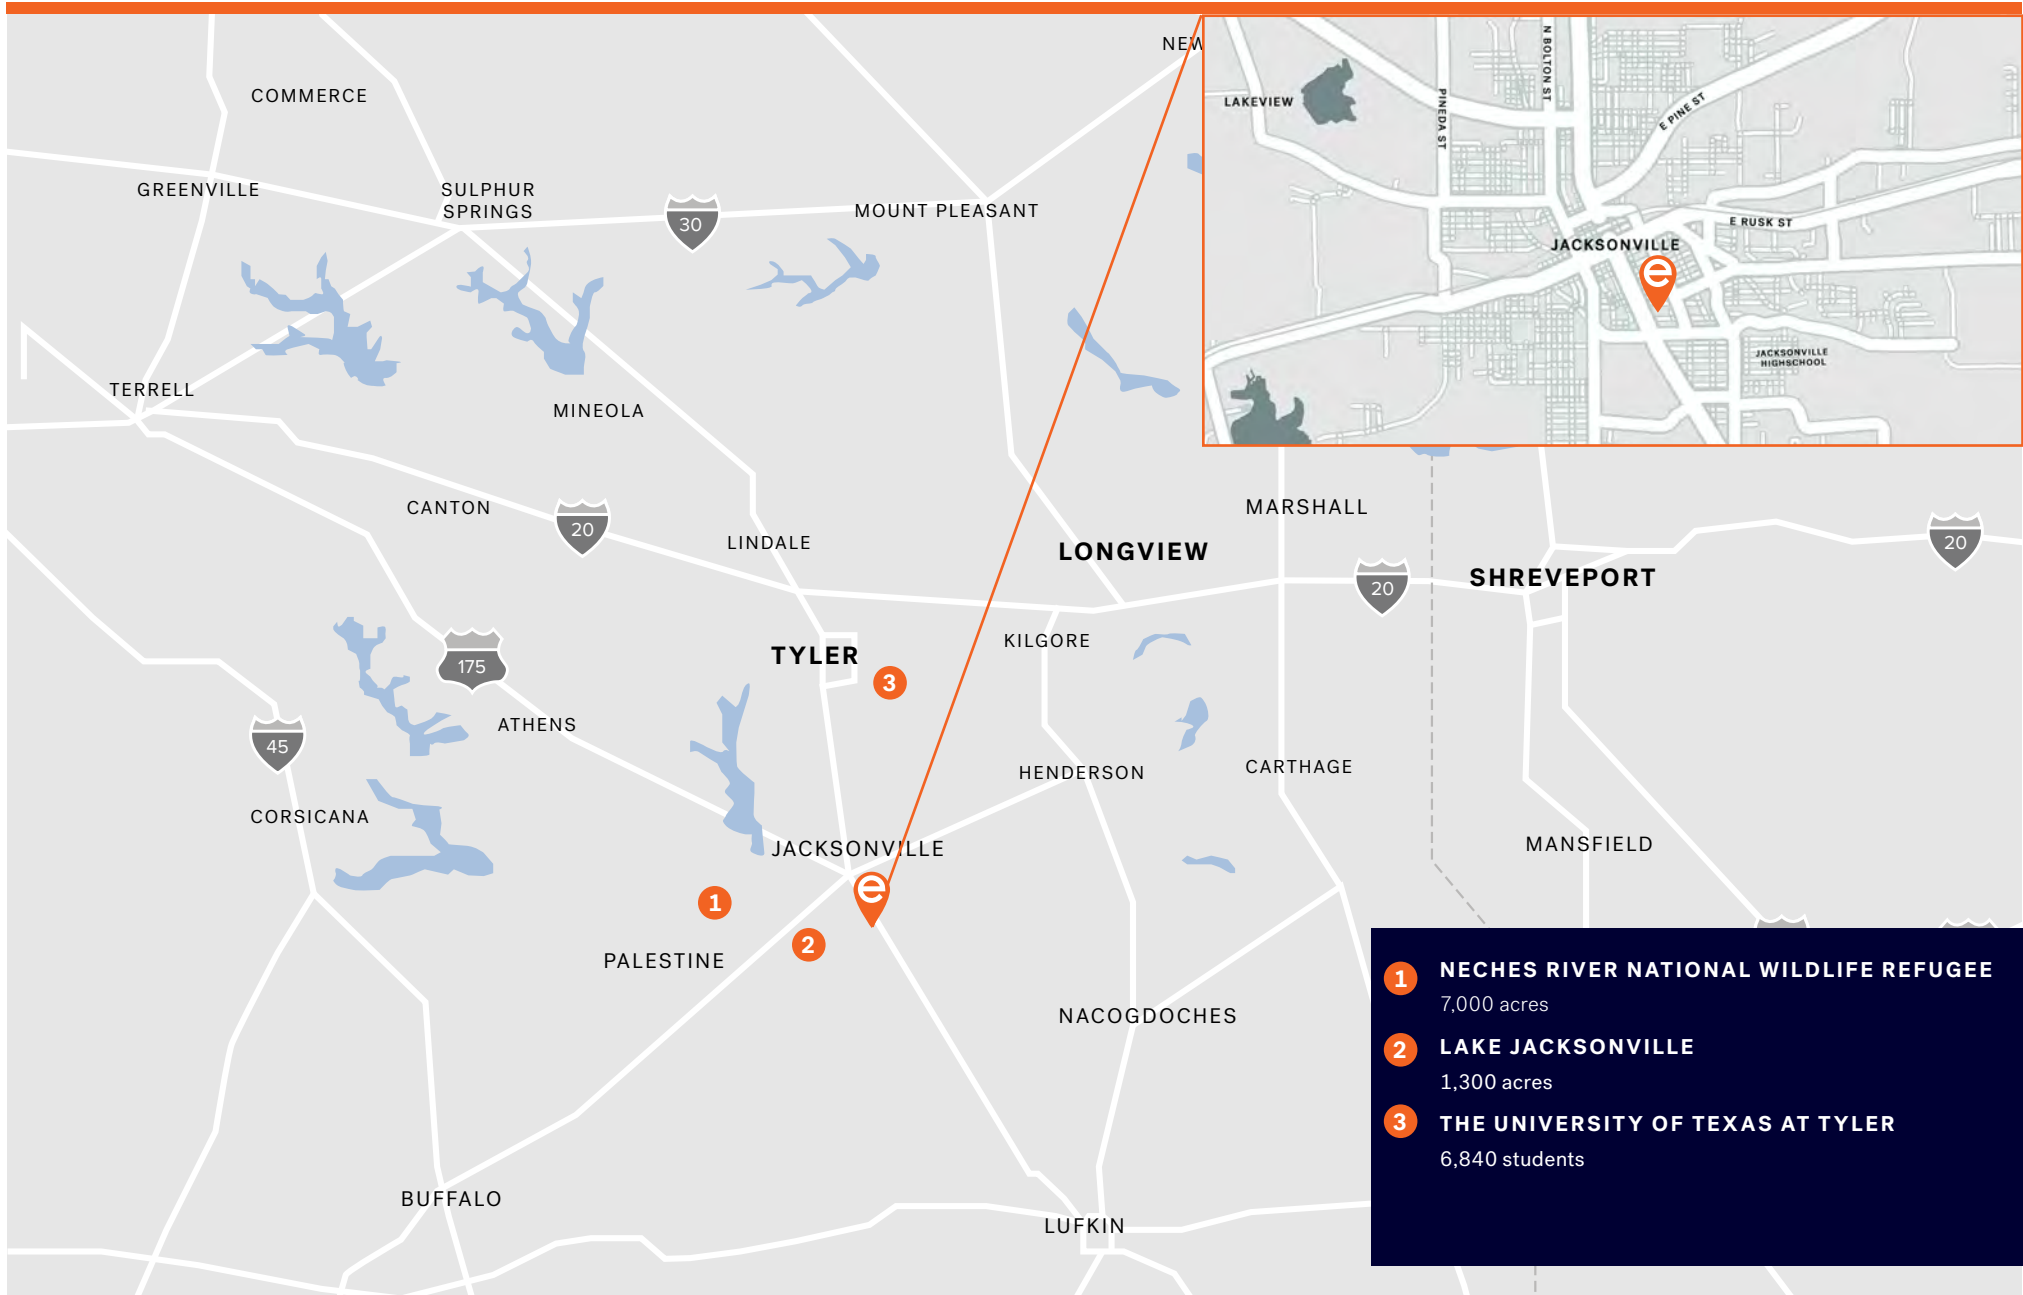 NEW
COMMERCE
GREENVILLE
SULPHUR
SPRINGS
30
MOUNT PLEASANT
TERRELL
MINEOLA
CANTON
20
LINDALE
LONGVIEW
MARSHALL
20
SHREVEPORT
20
TYLER
3
KILGORE
175
ATHENS
45
CORSICANA
HENDERSON
CARTHAGE
JACKSONVILLE
e
MANSFIELD
1
2
PALESTINE
NACOGDOCHES
BUFFALO
LUFKIN
N BOLTON ST
LAKEVIEW
PINEDA ST
E PINE ST
E RUSK ST
JACKSONVILLE
e
JACKSONVILLE
HIGHSCHOOL
1 NECHES RIVER NATIONAL WILDLIFE REFUGEE
7,000 acres
2 LAKE JACKSONVILLE
1,300 acres
3 THE UNIVERSITY OF TEXAS AT TYLER
6,840 students